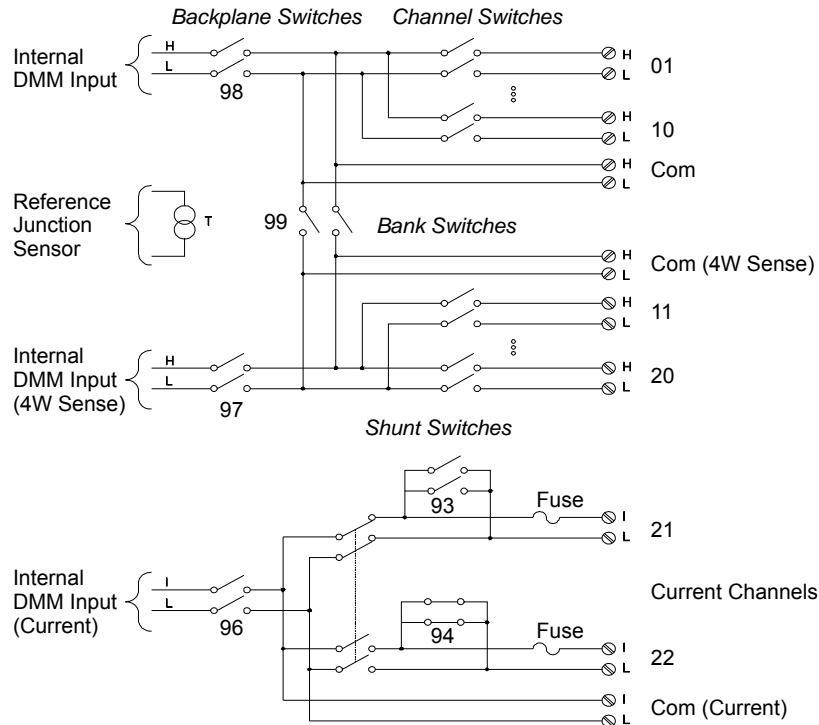 Backplane Switches
Channel Switches
Internal
DMM Input
H
L
98
H
L
01
H
L
10
H
L
Com
Reference
Junction
Sensor
T
99
Bank Switches
H
L
Com (4W Sense)
H
L
11
Internal
DMM Input
(4W Sense)
H
L
97
H
L
20
Shunt Switches
93
Fuse
I
L
21
Internal
DMM Input
(Current)
I
L
96
Current Channels
94
Fuse
I
L
22
I
L
Com (Current)